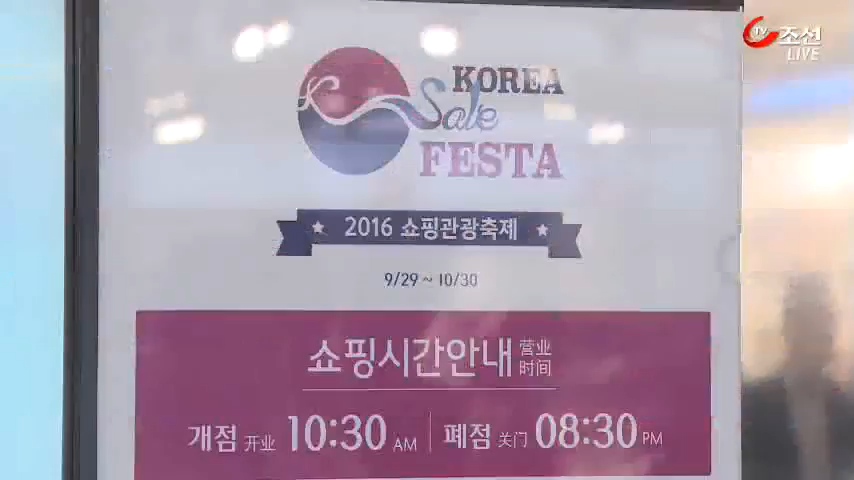 TV조선
LIVE
KOREA
Sale
FESTA
2016 쇼핑관광축제
9/29 ~ 10/30
쇼핑시간안내 营业时间
개점 开业 10:30 AM 폐점 关门 08:30 PM